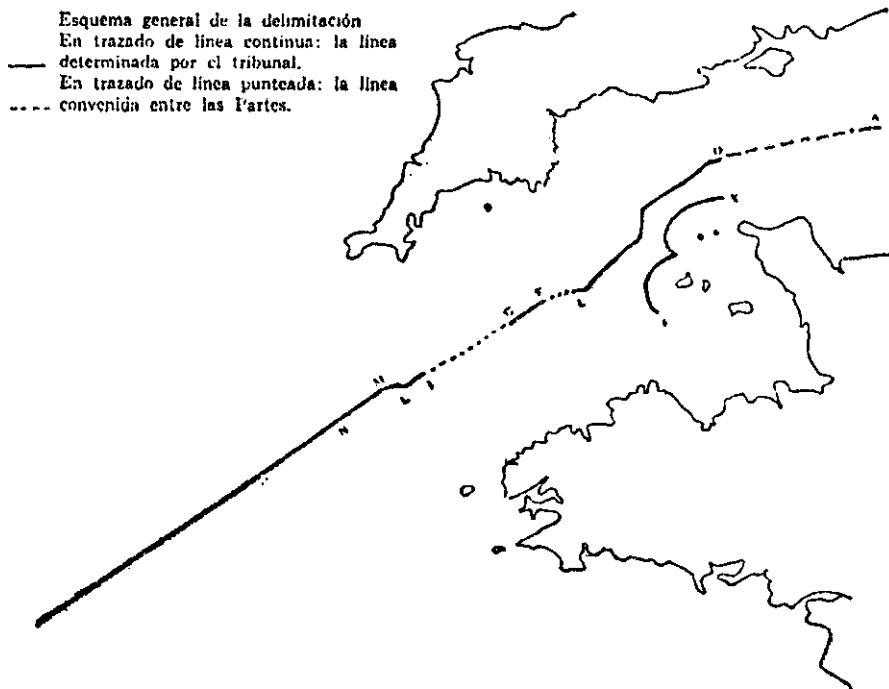 Esquema general de la delimitación
En trazado de línea continua: la línea
determinada por el tribunal.
En trazado de línea punteada: la línea
convenida entre las Partes.
D
A
X
F
G
L
M
N